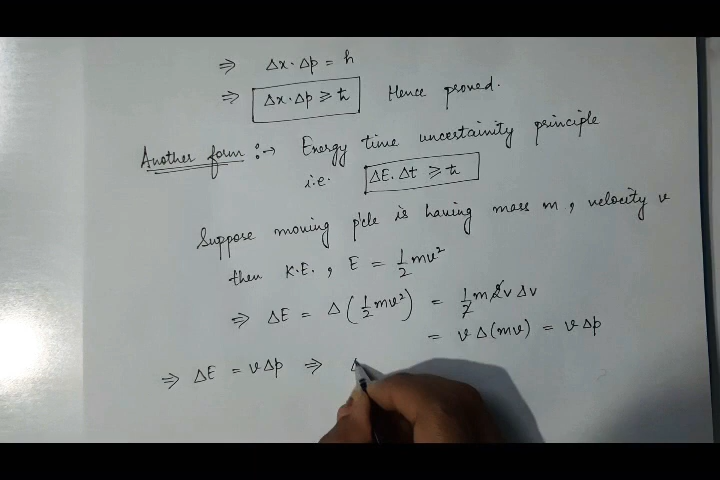 ⇒ Δx·Δp = h
⇒ Δx·Δp ⩾ ħ Hence proved.
Another form :→ Energy time uncertainity principle
i.e. ΔE. Δt ⩾ ħ
Suppose moving p'cle is having mass m, velocity v
then K.E., E = 1/2 mv²
⇒ ΔE = Δ(1/2 mv²) = 1/2 m 2v Δv
= v Δ(mv) = v Δp
⇒ ΔE = v Δp ⇒ Δ